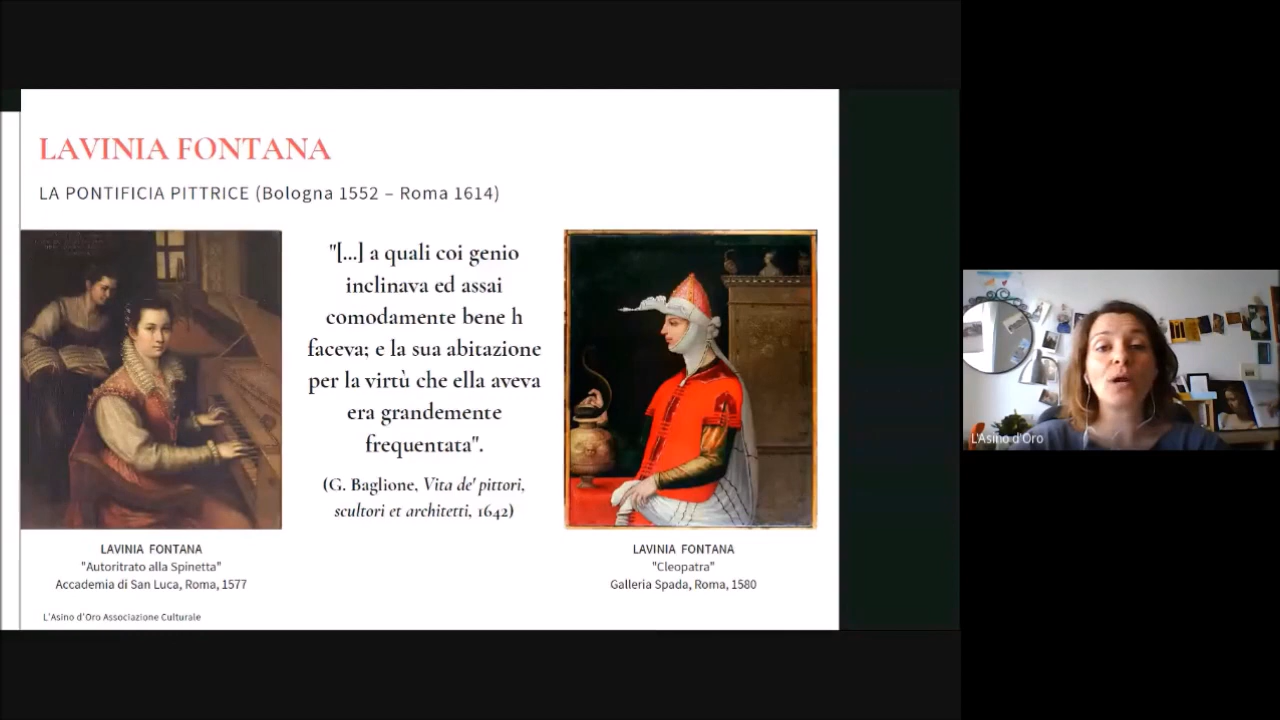 LAVINIA FONTANA
LA PONTIFICIA PITTRICE (Bologna 1552 – Roma 1614)
"[...] a quali coi genio
inclinava ed assai
comodamente bene h
faceva; e la sua abitazione
per la virtù che ella aveva
era grandemente
frequentata".
(G. Baglione, Vita de' pittori,
scultori et architetti, 1642)
LAVINIA FONTANA
"Autoritrato alla Spinetta"
Accademia di San Luca, Roma, 1577
LAVINIA FONTANA
"Cleopatra"
Galleria Spada, Roma, 1580
L'Asino d'Oro Associazione Culturale
L'Asino d'Oro